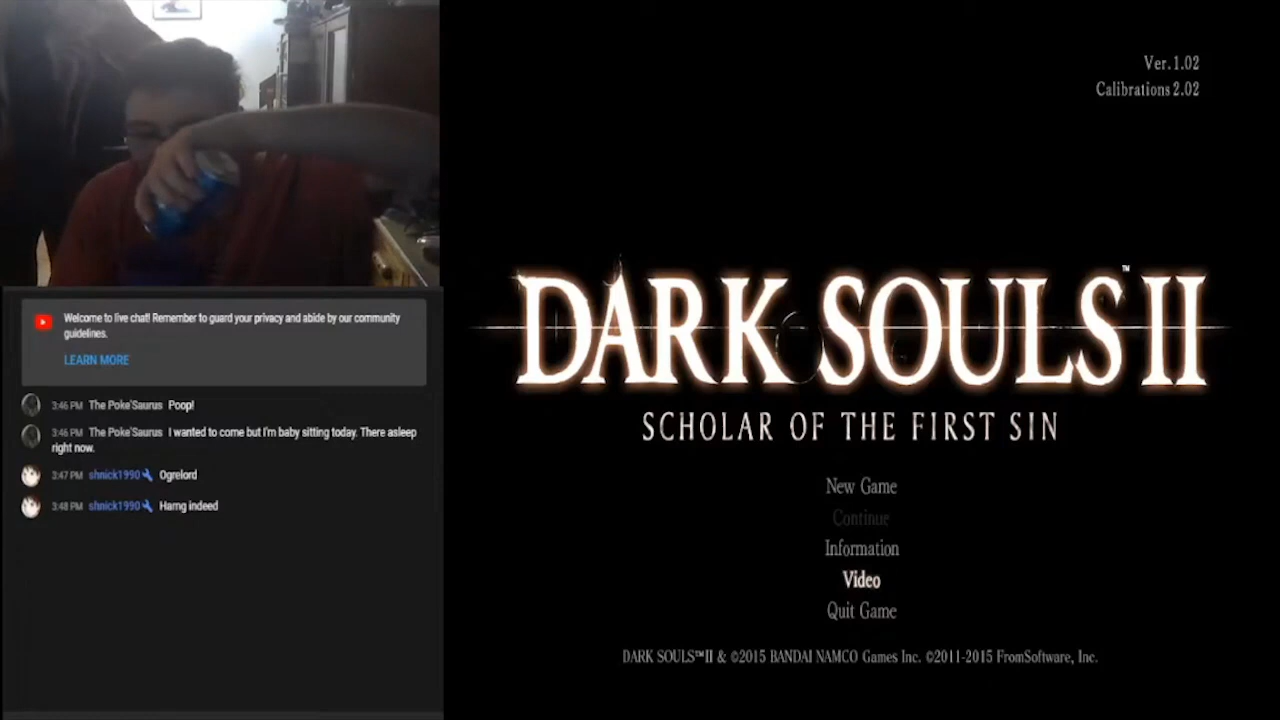 Welcome to live chat! Remember to guard your privacy and abide by our community
guidelines.
LEARN MORE
3:46 PM The Poke'Saurus Poop!
3:46 PM The Poke'Saurus I wanted to come but I'm baby sitting today. There asleep
right now.
3:47 PM shnick1990 Ogrelord
3:48 PM shnick1990 Harng indeed
Ver.1.02
Calibrations 2.02
DARK SOULS™ II
SCHOLAR OF THE FIRST SIN
New Game
Continue
Information
Video
Quit Game
DARK SOULS™II & ©2015 BANDAI NAMCO Games Inc. ©2011-2015 FromSoftware, Inc.